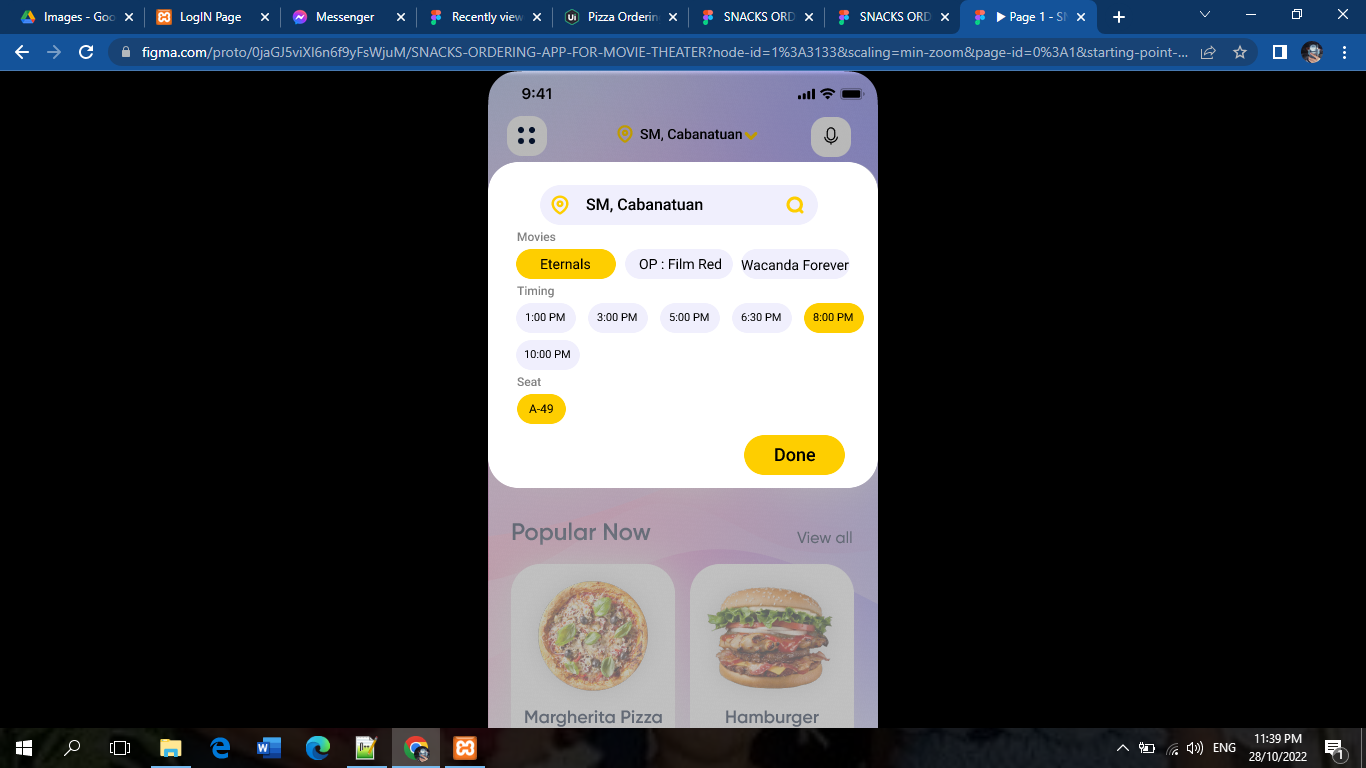 Images - Goo
LogIN Page
Messenger
Recently view
Pizza Ordering
SNACKS ORD
SNACKS ORD
Page 1 - SN
figma.com/proto/0jaGJ5viXl6n6f9yFsWjuM/SNACKS-ORDERING-APP-FOR-MOVIE-THEATER?node-id=1%3A3133&scaling=min-zoom&page-id=0%3A1&starting-point-...
9:41
SM, Cabanatuan
SM, Cabanatuan
Movies
Eternals OP : Film Red Wacanda Forever
Timing
1:00 PM 3:00 PM 5:00 PM 6:30 PM 8:00 PM
10:00 PM
Seat
A-49
Done
Popular Now View all
Margherita Pizza Hamburger
ENG
11:39 PM
28/10/2022
1